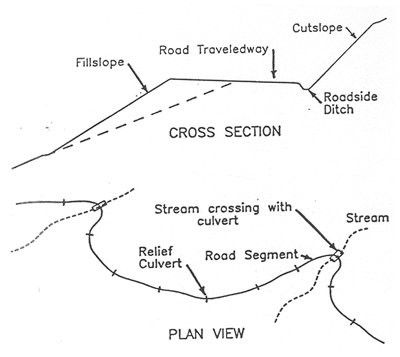 Cutslope
Road Traveledway
Fillslope
Roadside
Ditch
CROSS SECTION
Stream crossing with
culvert
Stream
Relief
Culvert
Road Segment
PLAN VIEW